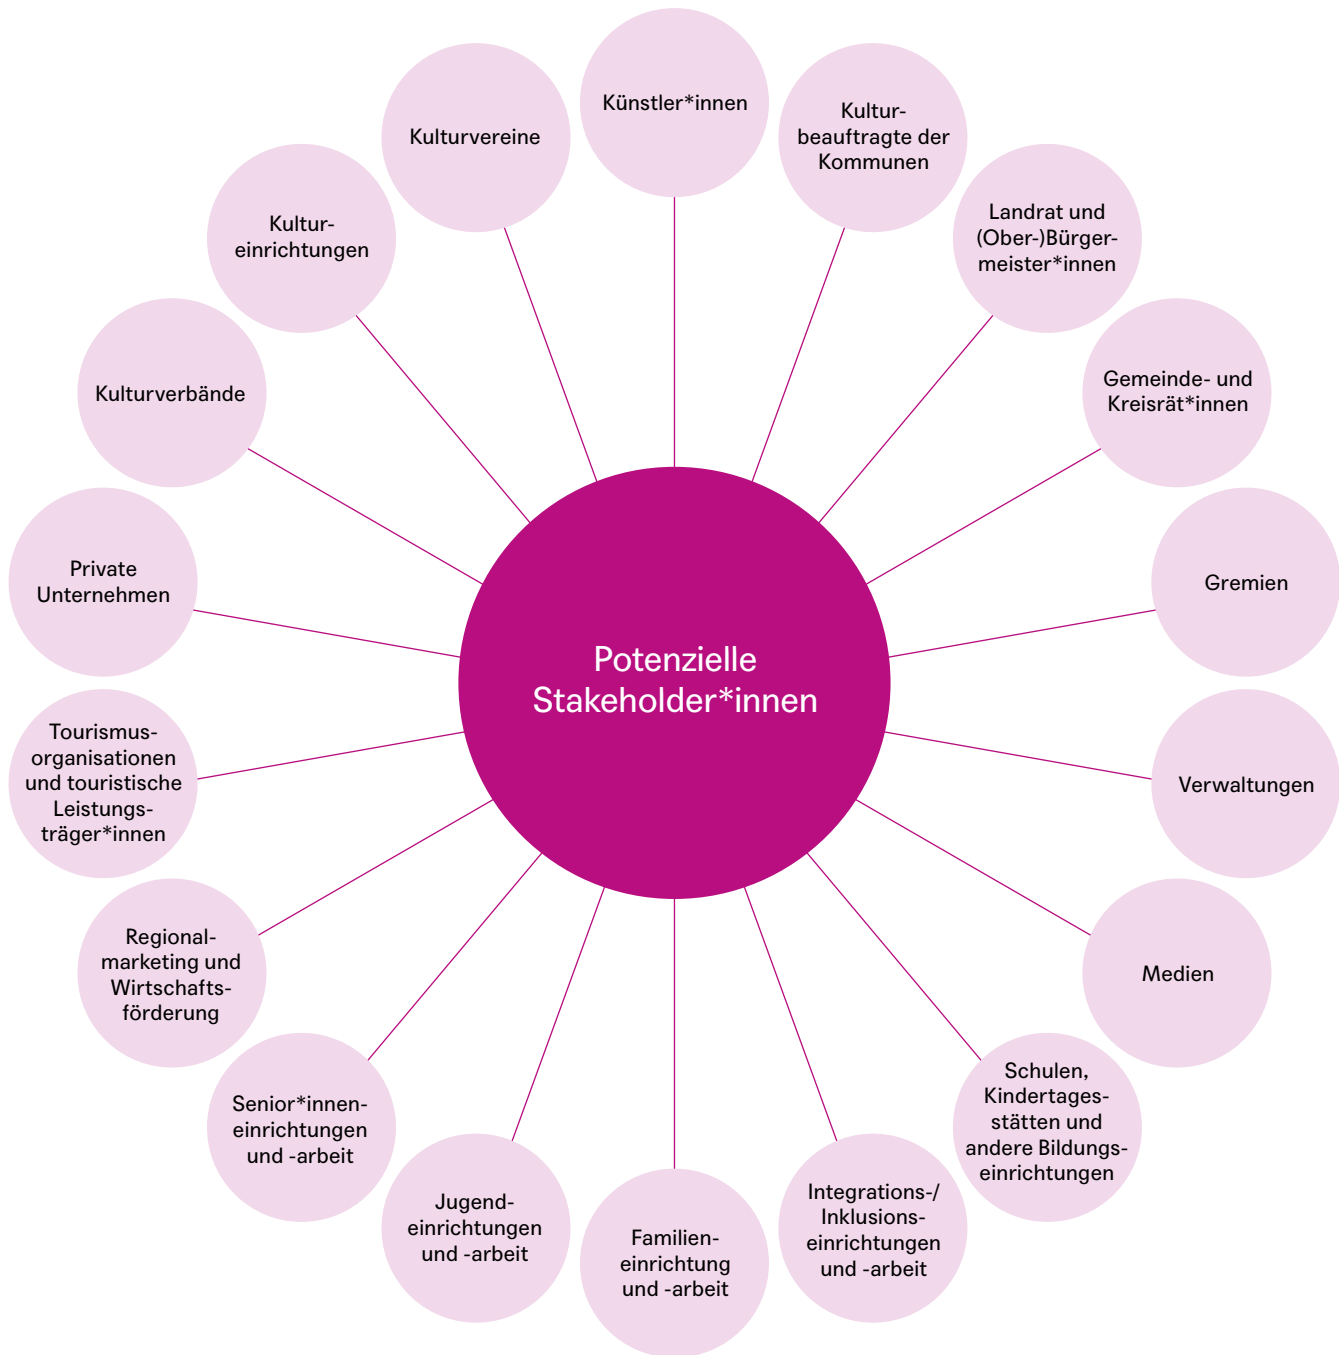 Künstler*innen
Kultur-
beauftragte der
Kommunen
Landrat und
(Ober-)Bürger-
meister*innen
Gemeinde- und
Kreisrät*innen
Gremien
Verwaltungen
Medien
Schulen,
Kindertages-
stätten und
andere Bildungs-
einrichtungen
Integrations-/
Inklusions-
einrichtungen
und -arbeit
Familien-
einrichtung
und -arbeit
Jugend-
einrichtungen
und -arbeit
Senior*innen-
einrichtungen
und -arbeit
Regional-
marketing und
Wirtschafts-
förderung
Tourismus-
organisationen
und touristische
Leistungs-
träger*innen
Private
Unternehmen
Kulturverbände
Kultur-
einrichtungen
Kulturvereine
Potenzielle
Stakeholder*innen